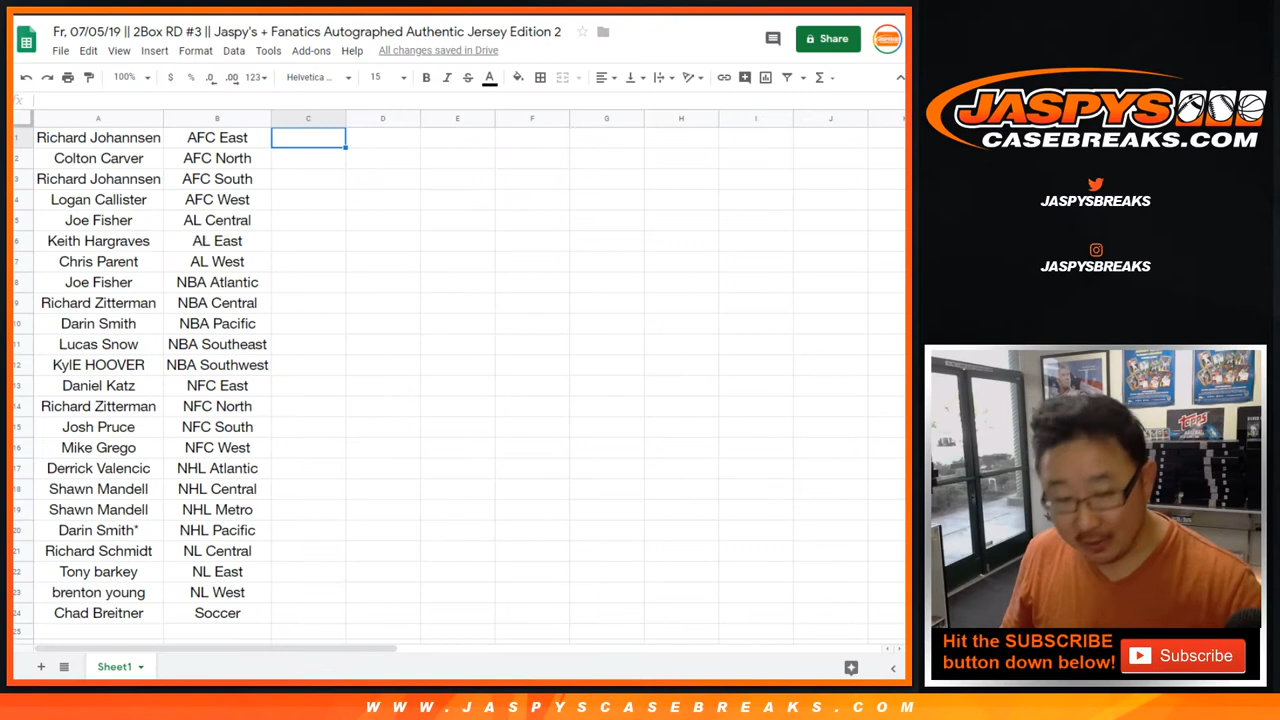 Fr, 07/05/19 || 2Box RD #3 || Jaspy's + Fanatics Autographed Authentic Jersey Edition 2
Share
File Edit View Insert Format Data Tools Add-ons Help All changes saved in Drive
100% $ % .0 .00 123 Helvetica ... 15 B I S A
fx
A B C D E F G H I J
1 Richard Johannsen AFC East
2 Colton Carver AFC North
3 Richard Johannsen AFC South
4 Logan Callister AFC West
5 Joe Fisher AL Central
6 Keith Hargraves AL East
7 Chris Parent AL West
8 Joe Fisher NBA Atlantic
9 Richard Zitterman NBA Central
10 Darin Smith NBA Pacific
11 Lucas Snow NBA Southeast
12 KylE HOOVER NBA Southwest
13 Daniel Katz NFC East
14 Richard Zitterman NFC North
15 Josh Pruce NFC South
16 Mike Grego NFC West
17 Derrick Valencic NHL Atlantic
18 Shawn Mandell NHL Central
19 Shawn Mandell NHL Metro
20 Darin Smith* NHL Pacific
21 Richard Schmidt NL Central
22 Tony barkey NL East
23 brenton young NL West
24 Chad Breitner Soccer
25
Sheet1
JASPYS
CASEBREAKS.COM
JASPYSBREAKS
JASPYSBREAKS
TOPPS
Hit the SUBSCRIBE
button down below!
Subscribe
WWW.JASPYSCASEBREAKS.COM